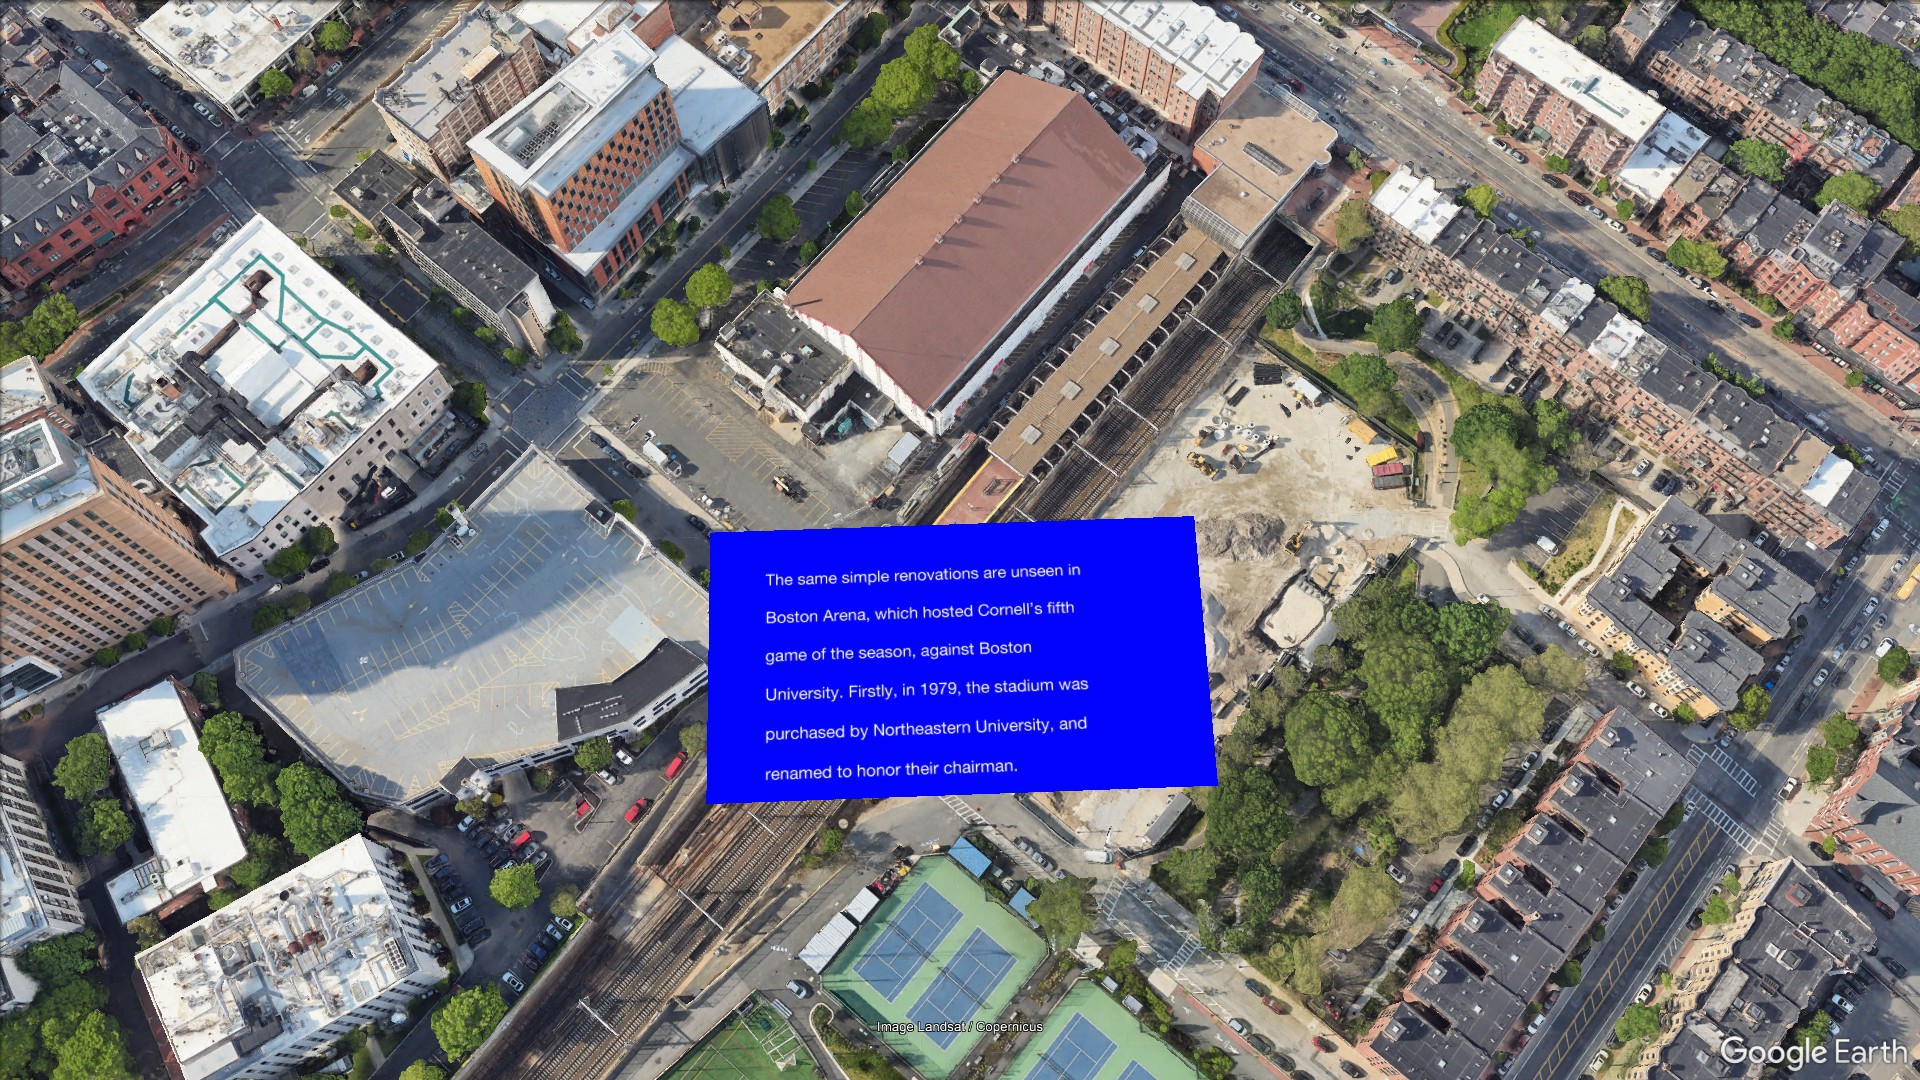 The same simple renovations are unseen in
Boston Arena, which hosted Cornell's fifth
game of the season, against Boston
University. Firstly, in 1979, the stadium was
purchased by Northeastern University, and
renamed to honor their chairman.
Image Landsat / Copernicus
Google Earth